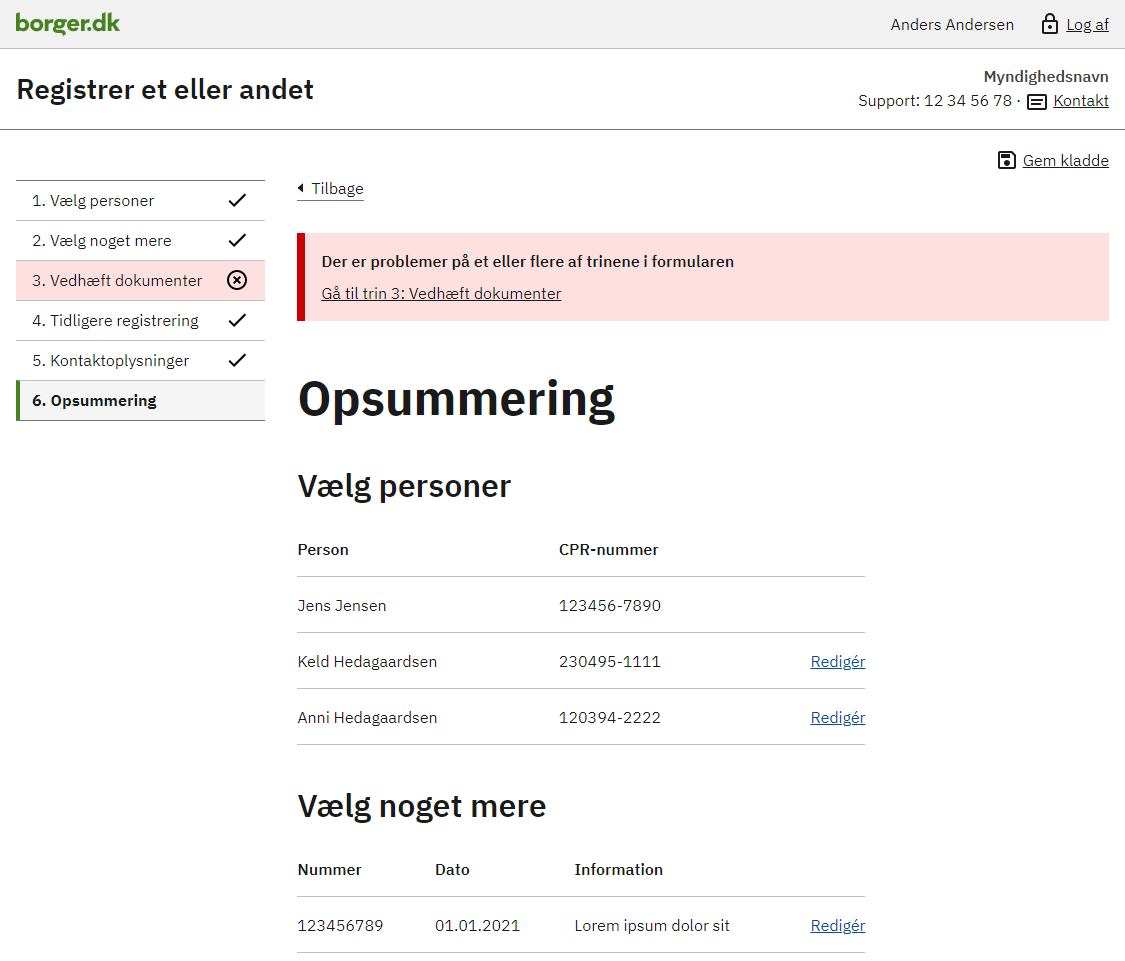 borger.dk
Anders Andersen Log af
Registrer et eller andet
Myndighedsnavn
Support: 12 34 56 78 · Kontakt
Gem kladde
1. Vælg personer
2. Vælg noget mere
3. Vedhæft dokumenter
4. Tidligere registrering
5. Kontaktoplysninger
6. Opsummering
Tilbage
Der er problemer på et eller flere af trinene i formularen
Gå til trin 3: Vedhæft dokumenter
Opsummering
Vælg personer
Person CPR-nummer
Jens Jensen 123456-7890
Keld Hedagaardsen 230495-1111 Redigér
Anni Hedagaardsen 120394-2222 Redigér
Vælg noget mere
Nummer Dato Information
123456789 01.01.2021 Lorem ipsum dolor sit Redigér